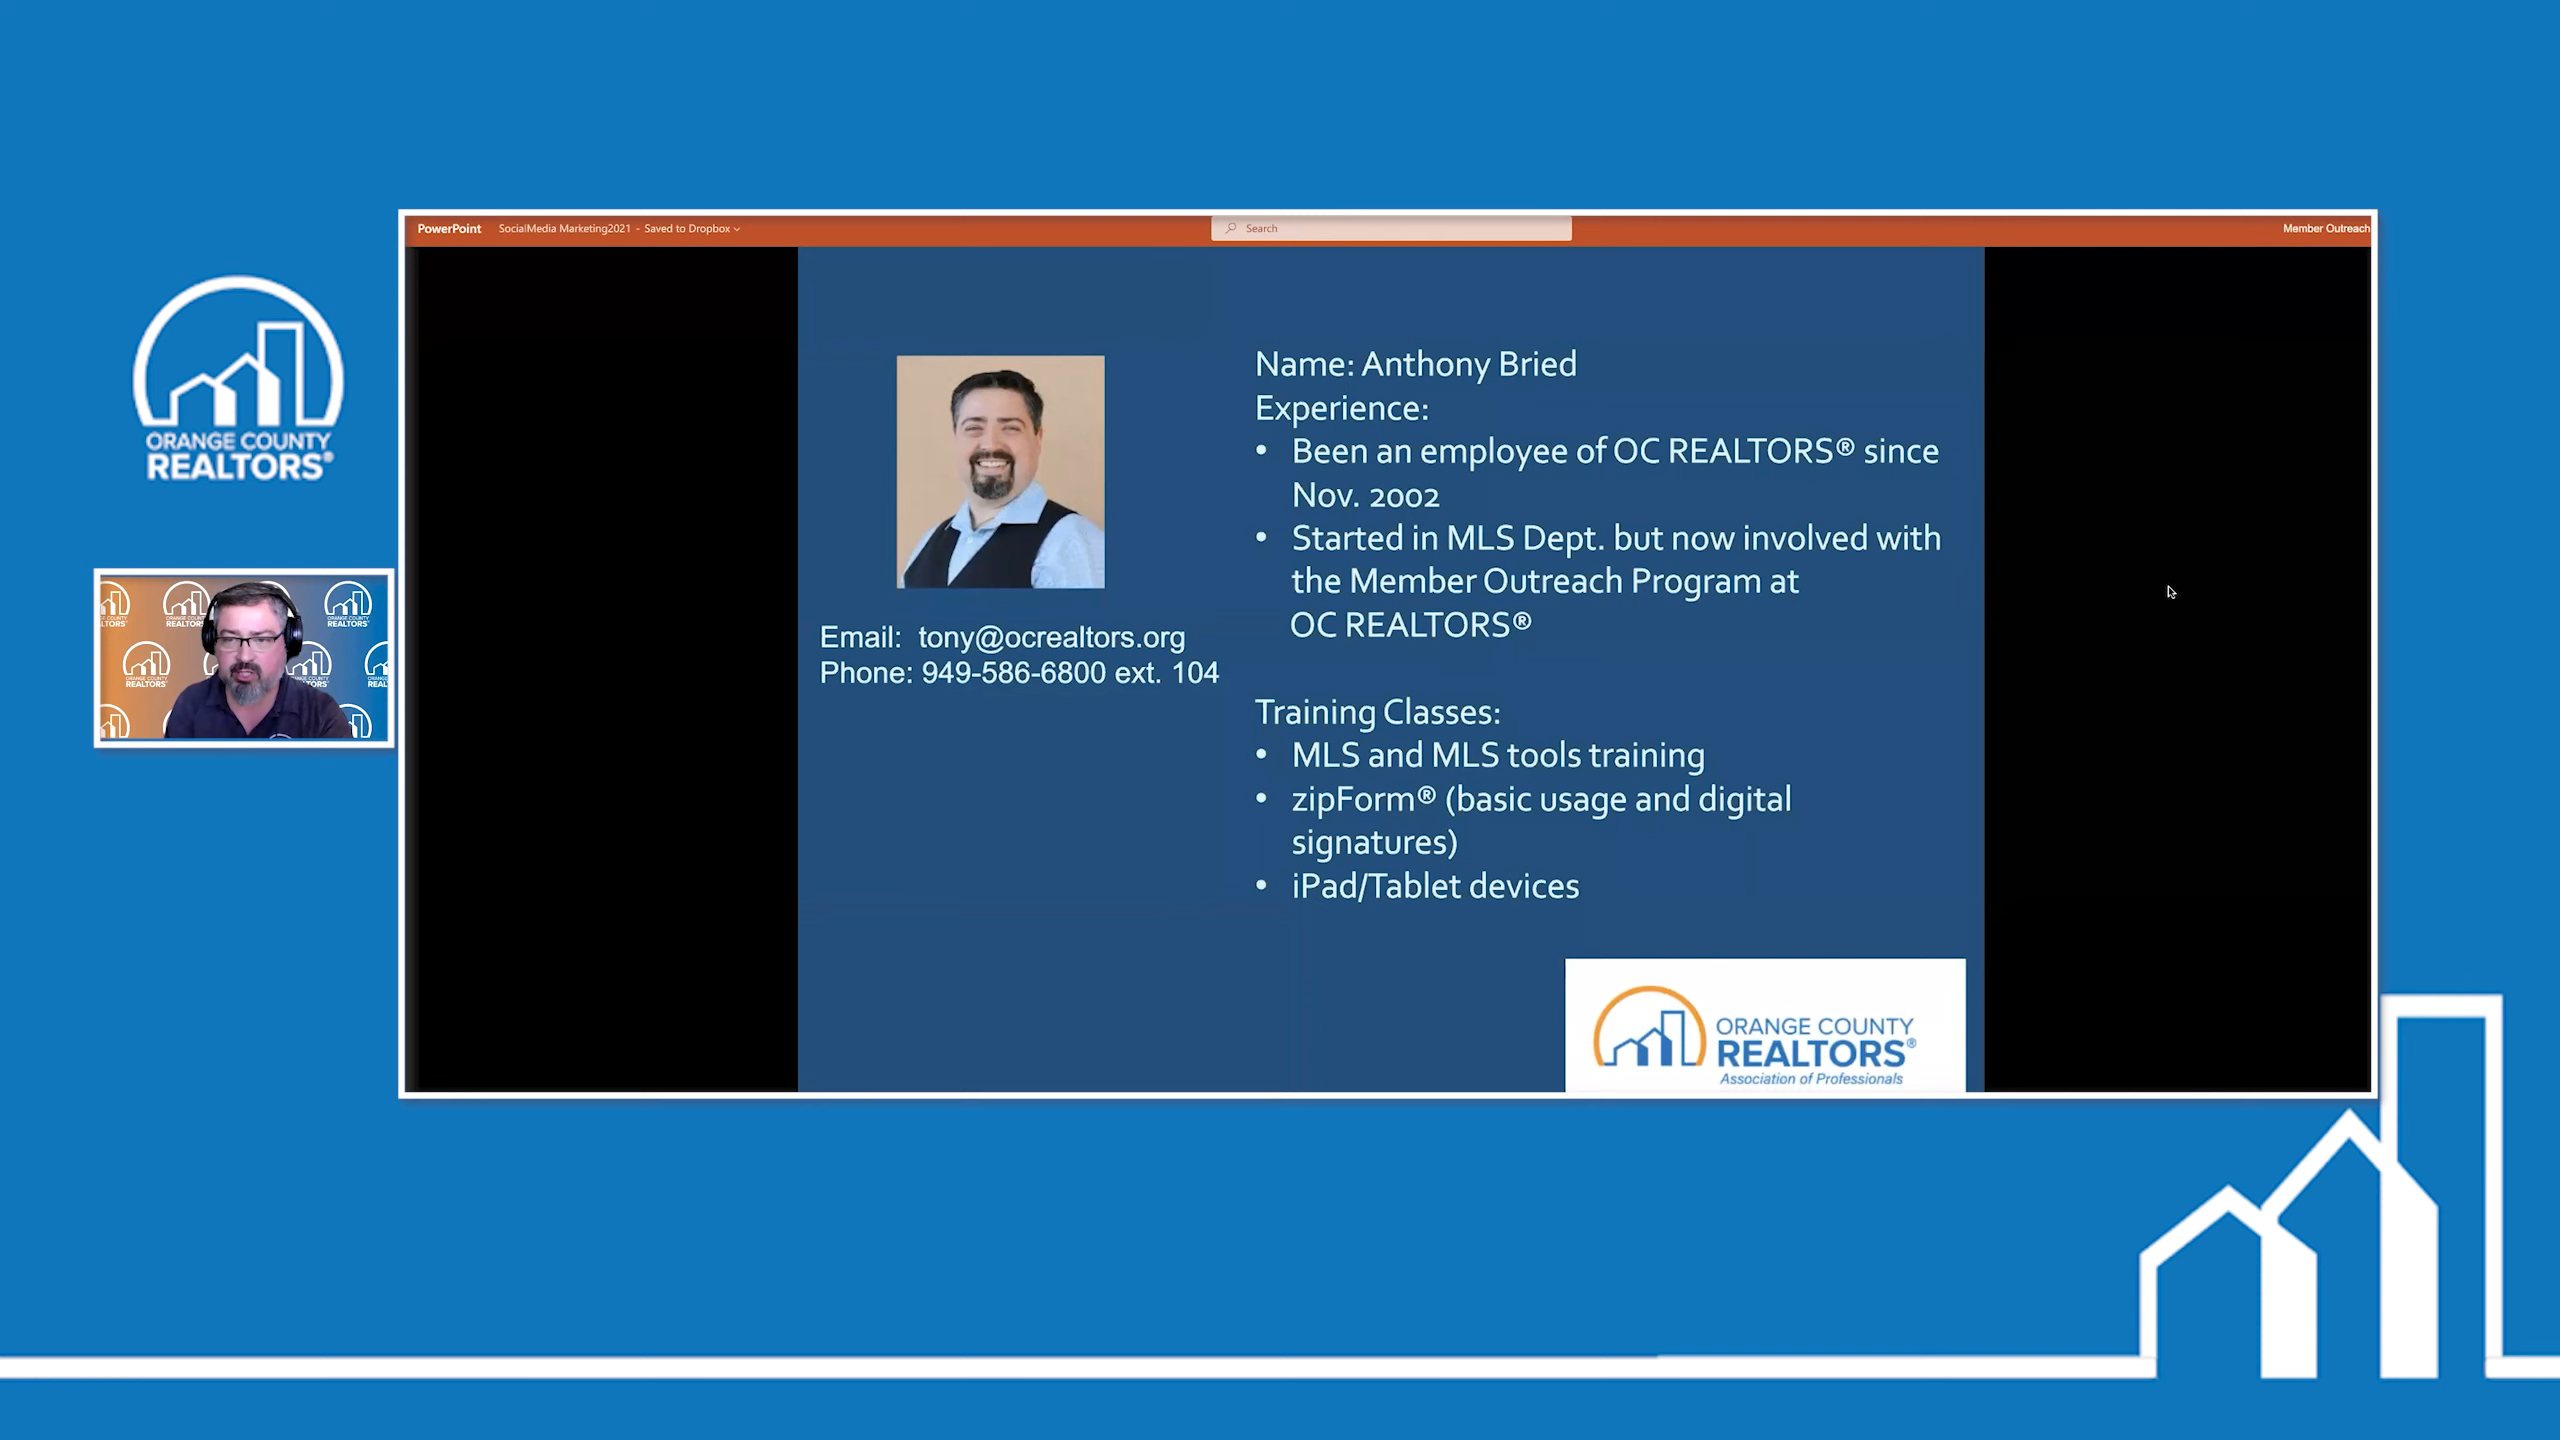 PowerPoint SocialMedia Marketing2021 - Saved to Dropbox
Search
Member Outreach
ORANGE COUNTY
REALTORS®
Name: Anthony Bried
Experience:
• Been an employee of OC REALTORS® since
Nov. 2002
• Started in MLS Dept. but now involved with
the Member Outreach Program at
OC REALTORS®
Email: tony@ocrealtors.org
Phone: 949-586-6800 ext. 104
Training Classes:
• MLS and MLS tools training
• zipForm® (basic usage and digital
signatures)
• iPad/Tablet devices
ORANGE COUNTY
REALTORS®
Association of Professionals